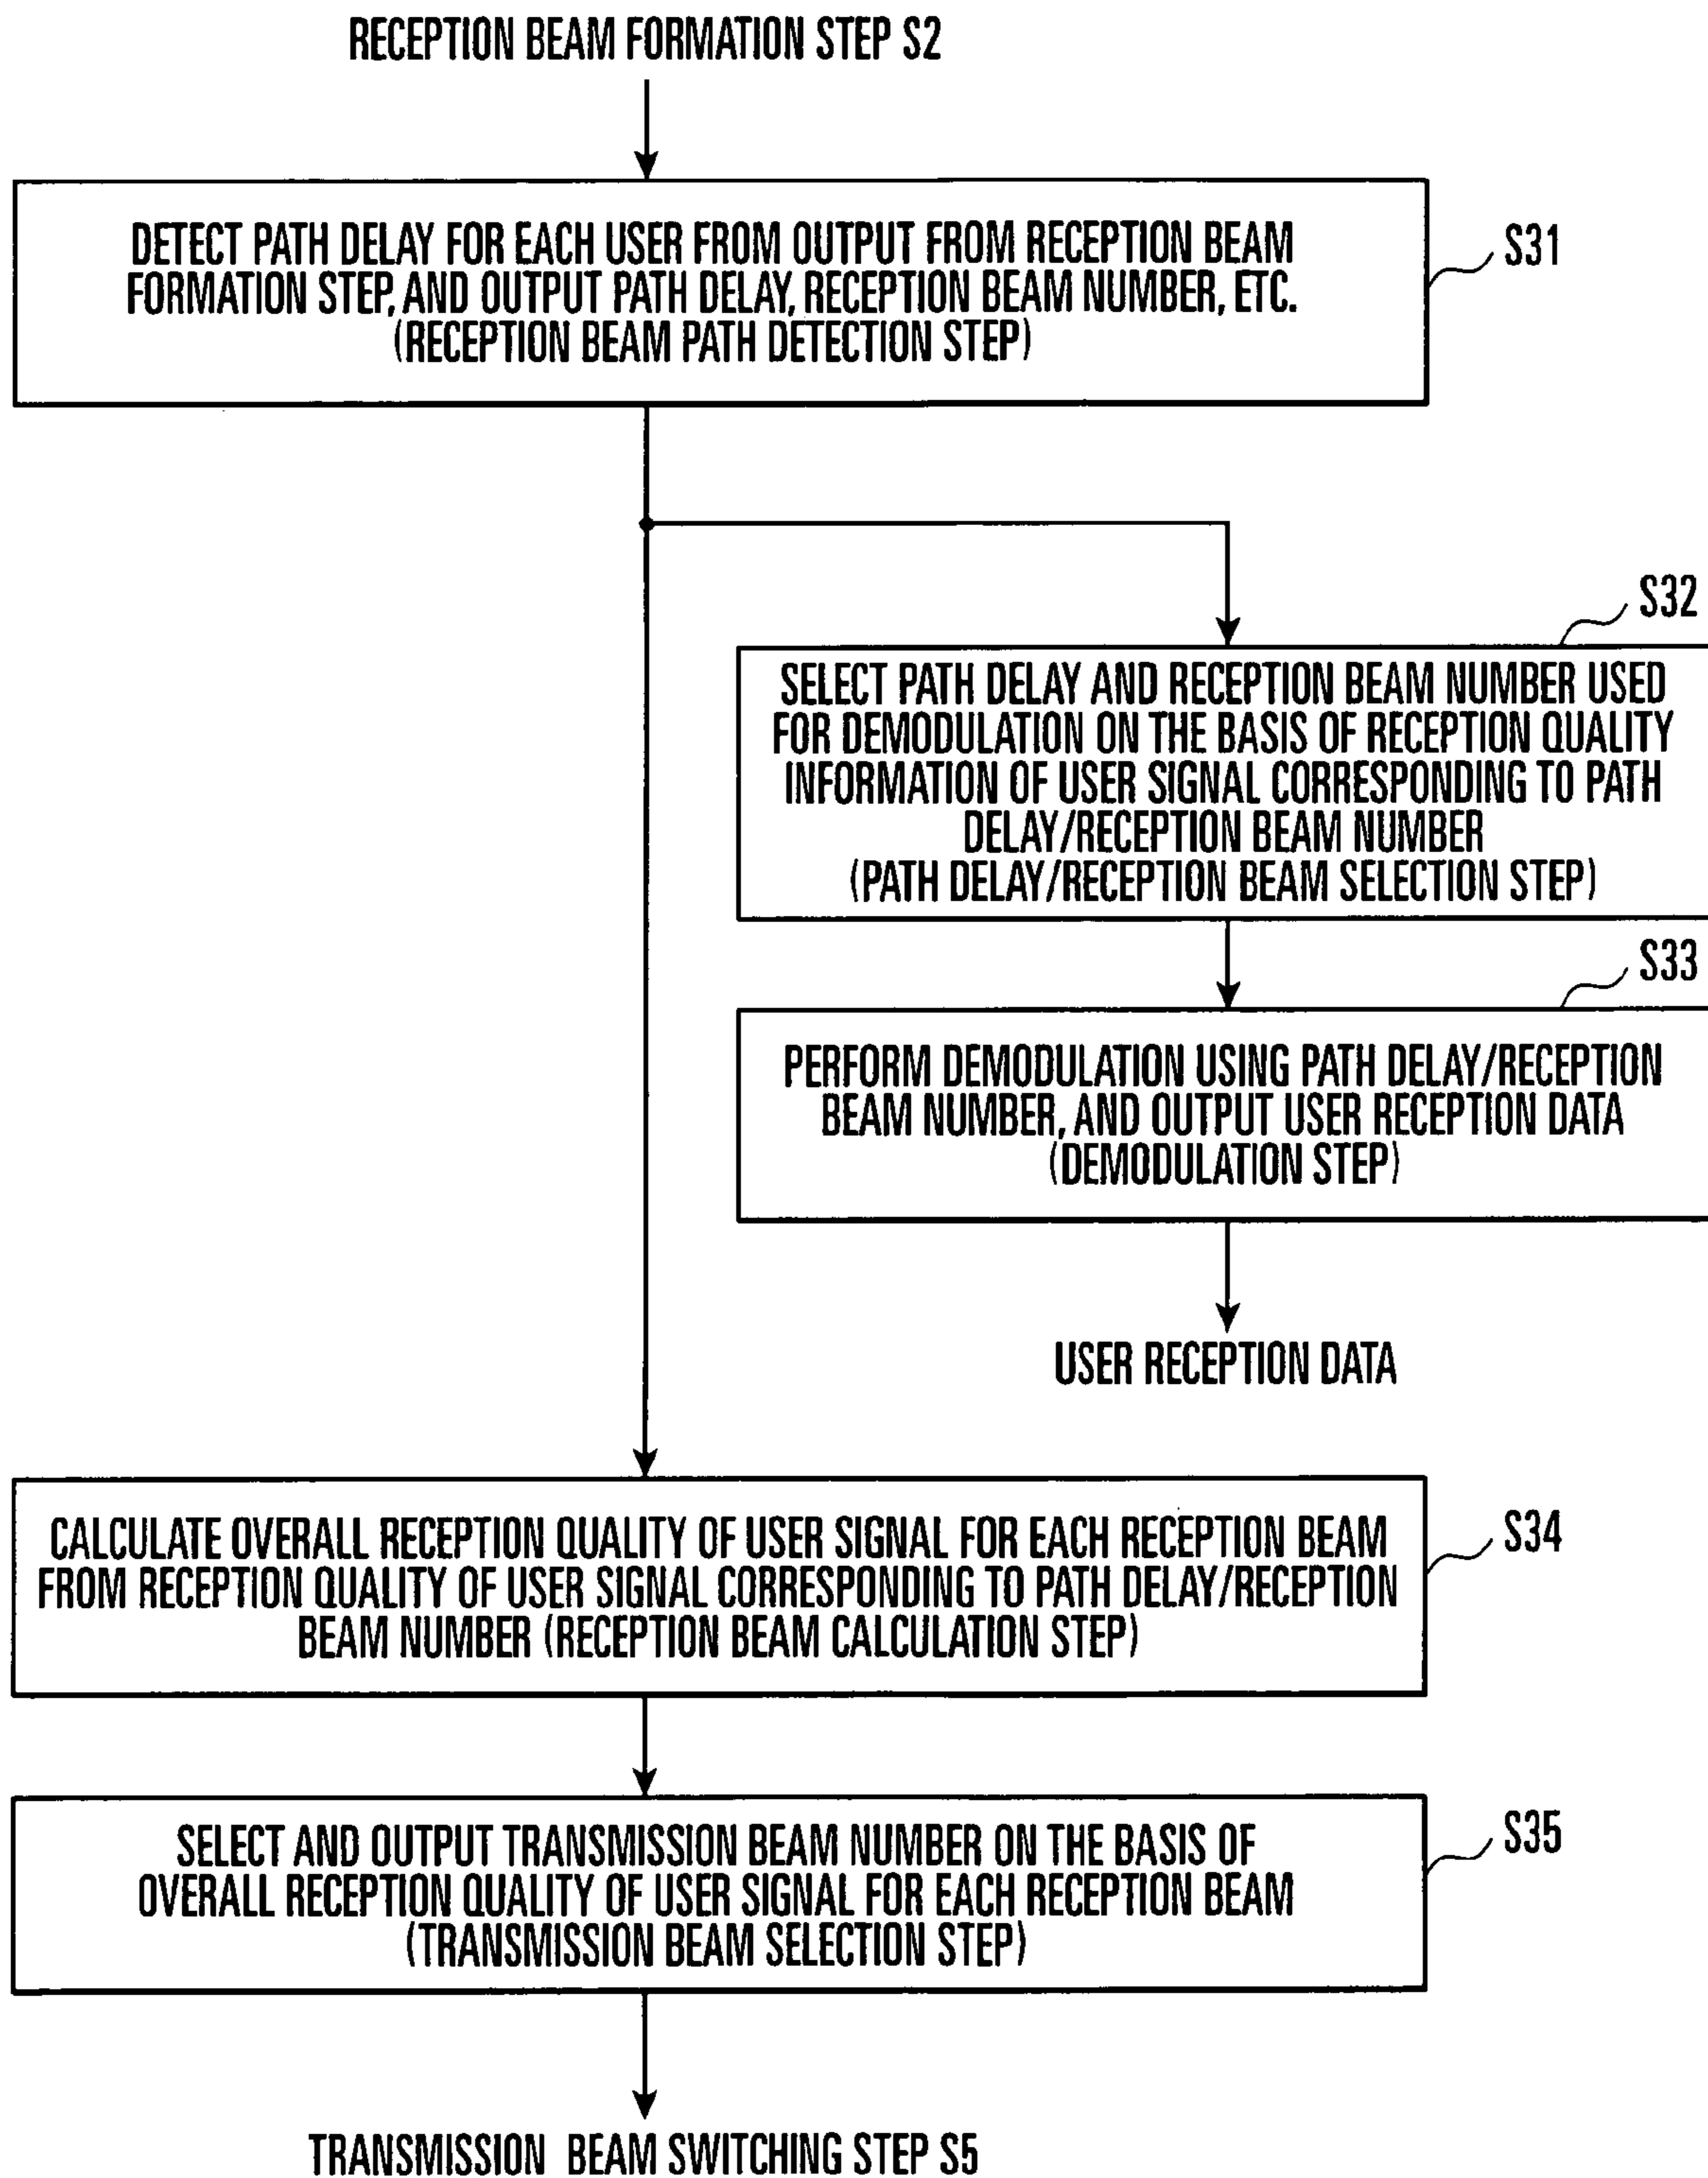 RECEPTION BEAM FORMATION STEP S2
DETECT PATH DELAY FOR EACH USER FROM OUTPUT FROM RECEPTION BEAM
FORMATION STEP, AND OUTPUT PATH DELAY, RECEPTION BEAM NUMBER, ETC.
(RECEPTION BEAM PATH DETECTION STEP)
S31
S32
SELECT PATH DELAY AND RECEPTION BEAM NUMBER USED
FOR DEMODULATION ON THE BASIS OF RECEPTION QUALITY
INFORMATION OF USER SIGNAL CORRESPONDING TO PATH
DELAY/RECEPTION BEAM NUMBER
(PATH DELAY/RECEPTION BEAM SELECTION STEP)
S33
PERFORM DEMODULATION USING PATH DELAY/RECEPTION
BEAM NUMBER, AND OUTPUT USER RECEPTION DATA
(DEMODULATION STEP)
USER RECEPTION DATA
CALCULATE OVERALL RECEPTION QUALITY OF USER SIGNAL FOR EACH RECEPTION BEAM
FROM RECEPTION QUALITY OF USER SIGNAL CORRESPONDING TO PATH DELAY/RECEPTION
BEAM NUMBER (RECEPTION BEAM CALCULATION STEP)
S34
SELECT AND OUTPUT TRANSMISSION BEAM NUMBER ON THE BASIS OF
OVERALL RECEPTION QUALITY OF USER SIGNAL FOR EACH RECEPTION BEAM
(TRANSMISSION BEAM SELECTION STEP)
S35
TRANSMISSION BEAM SWITCHING STEP S5